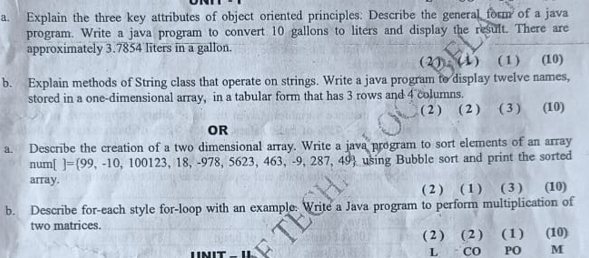 UNIT - I
a. Explain the three key attributes of object oriented principles. Describe the general form of a java
program. Write a java program to convert 10 gallons to liters and display the result. There are
approximately 3.7854 liters in a gallon.
(2) (1) (1) (10)
b. Explain methods of String class that operate on strings. Write a java program to display twelve names,
stored in a one-dimensional array, in a tabular form that has 3 rows and 4 columns.
(2) (2) (3) (10)
OR
a. Describe the creation of a two dimensional array. Write a java program to sort elements of an array
num[ ]={99, -10, 100123, 18, -978, 5623, 463, -9, 287, 49} using Bubble sort and print the sorted
array.
(2) (1) (3) (10)
b. Describe for-each style for-loop with an example. Write a Java program to perform multiplication of
two matrices.
(2) (2) (1) (10)
UNIT - II L CO PO M